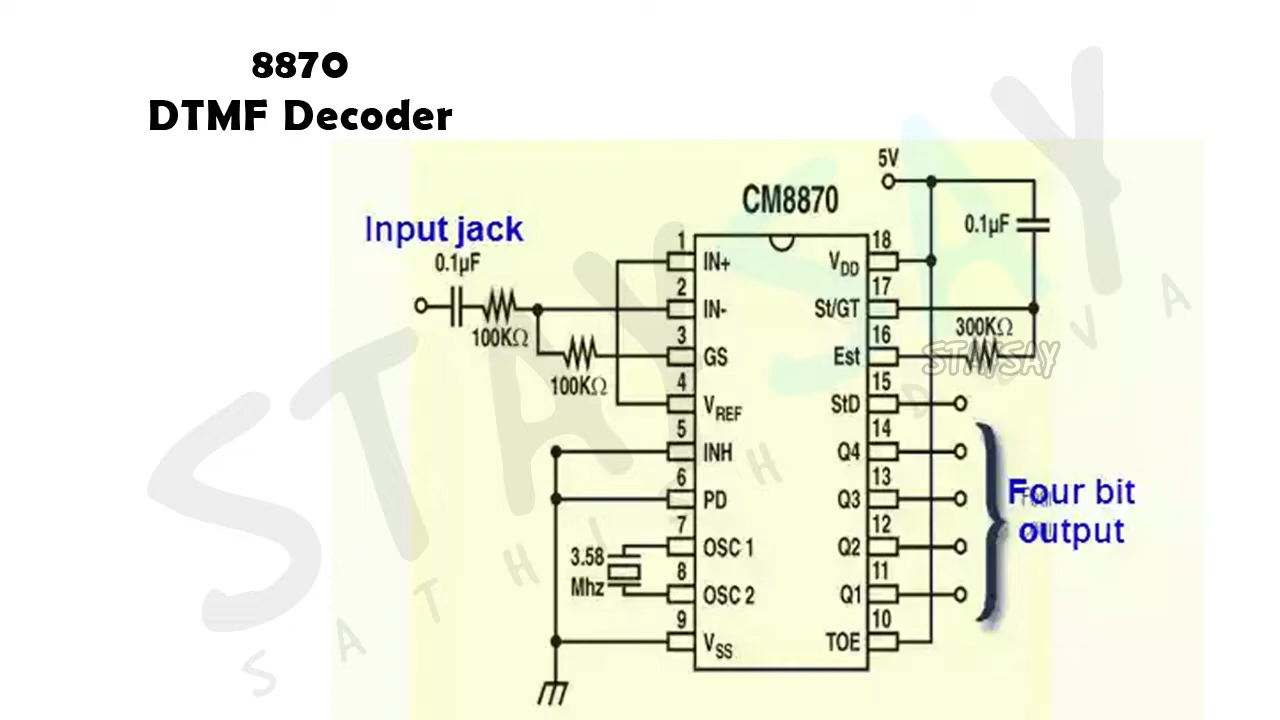 8870
DTMF Decoder
5V
CM8870
0.1µF
Input jack
0.1µF
100KΩ
100KΩ
1 IN+
2 IN-
3 GS
4 VREF
5 INH
6 PD
7 OSC 1
8 OSC 2
9 VSS
3.58
Mhz
18 VDD
17 St/GT
16 Est
15 StD
14 Q4
13 Q3
12 Q2
11 Q1
10 TOE
300KΩ
STAYSAY
Four bit
output
STAY SAY